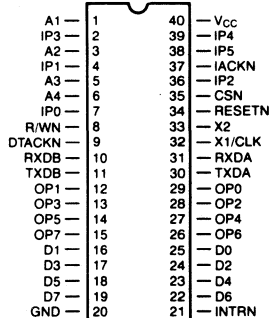 A1 1 40 VCC
IP3 2 39 IP4
A2 3 38 IP5
IP1 4 37 IACKN
A3 5 36 IP2
A4 6 35 CSN
IP0 7 34 RESETN
R/WN 8 33 X2
DTACKN 9 32 X1/CLK
RXDB 10 31 RXDA
TXDB 11 30 TXDA
OP1 12 29 OP0
OP3 13 28 OP2
OP5 14 27 OP4
OP7 15 26 OP6
D1 16 25 D0
D3 17 24 D2
D5 18 23 D4
D7 19 22 D6
GND 20 21 INTRN